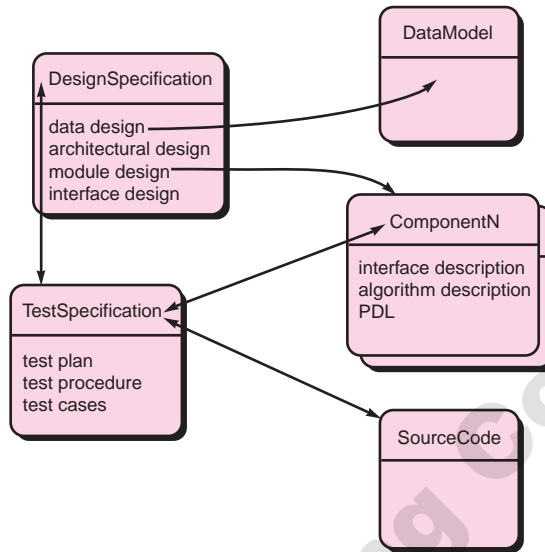 DataModel
DesignSpecification
data design
architectural design
module design
interface design
ComponentN
interface description
algorithm description
PDL
TestSpecification
test plan
test procedure
test cases
SourceCode